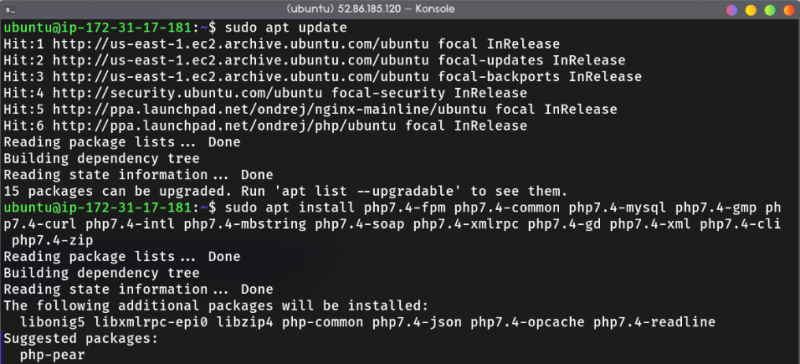 (ubuntu) 52.86.185.120 — Konsole
ubuntu@ip-172-31-17-181:~$ sudo apt update
Hit:1 http://us-east-1.ec2.archive.ubuntu.com/ubuntu focal InRelease
Hit:2 http://us-east-1.ec2.archive.ubuntu.com/ubuntu focal-updates InRelease
Hit:3 http://us-east-1.ec2.archive.ubuntu.com/ubuntu focal-backports InRelease
Hit:4 http://security.ubuntu.com/ubuntu focal-security InRelease
Hit:5 http://ppa.launchpad.net/ondrej/nginx-mainline/ubuntu focal InRelease
Hit:6 http://ppa.launchpad.net/ondrej/php/ubuntu focal InRelease
Reading package lists... Done
Building dependency tree
Reading state information... Done
15 packages can be upgraded. Run 'apt list --upgradable' to see them.
ubuntu@ip-172-31-17-181:~$ sudo apt install php7.4-fpm php7.4-common php7.4-mysql php7.4-gmp ph
p7.4-curl php7.4-intl php7.4-mbstring php7.4-soap php7.4-xmlrpc php7.4-gd php7.4-xml php7.4-cli
php7.4-zip
Reading package lists... Done
Building dependency tree
Reading state information... Done
The following additional packages will be installed:
libonig5 libxmlrpc-epi0 libzip4 php-common php7.4-json php7.4-opcache php7.4-readline
Suggested packages:
php-pear